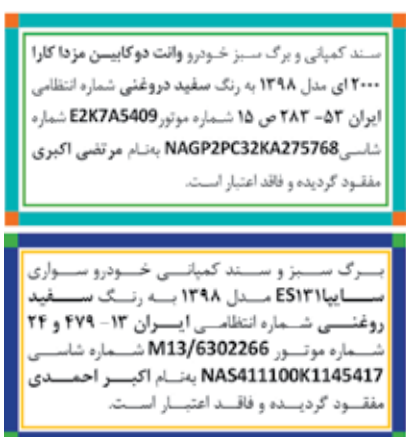 سند کمپانی و برگ سبز خودرو وانت دوکابیسن مزدا کارا
۲۰۰۰ ای مدل ۱۳۹۸ به رنگ سفید دروغنی شماره انتظامی
ایران ۵۳- ۲۸۳ ص ۱۵ شماره موتور E2K7A5409 شماره
شاسی NAGP2PC32KA275768 بنام مرتضی اکبری
مفقود گردیده و فاقد اعتبار است.
برگ سبز و سند کمپانی خودرو سواری
سایپا ES۱۳۱ مدل ۱۳۹۸ به رنگ سفید
روغنی شماره انتظامی ایران ۱۳- ۴۷۹ و ۲۴
شماره موتور M13/6302266 شماره شاسی
NAS411100K1145417 بنام اکبر احمدی
مفقود گردیده و فاقد اعتبار است.